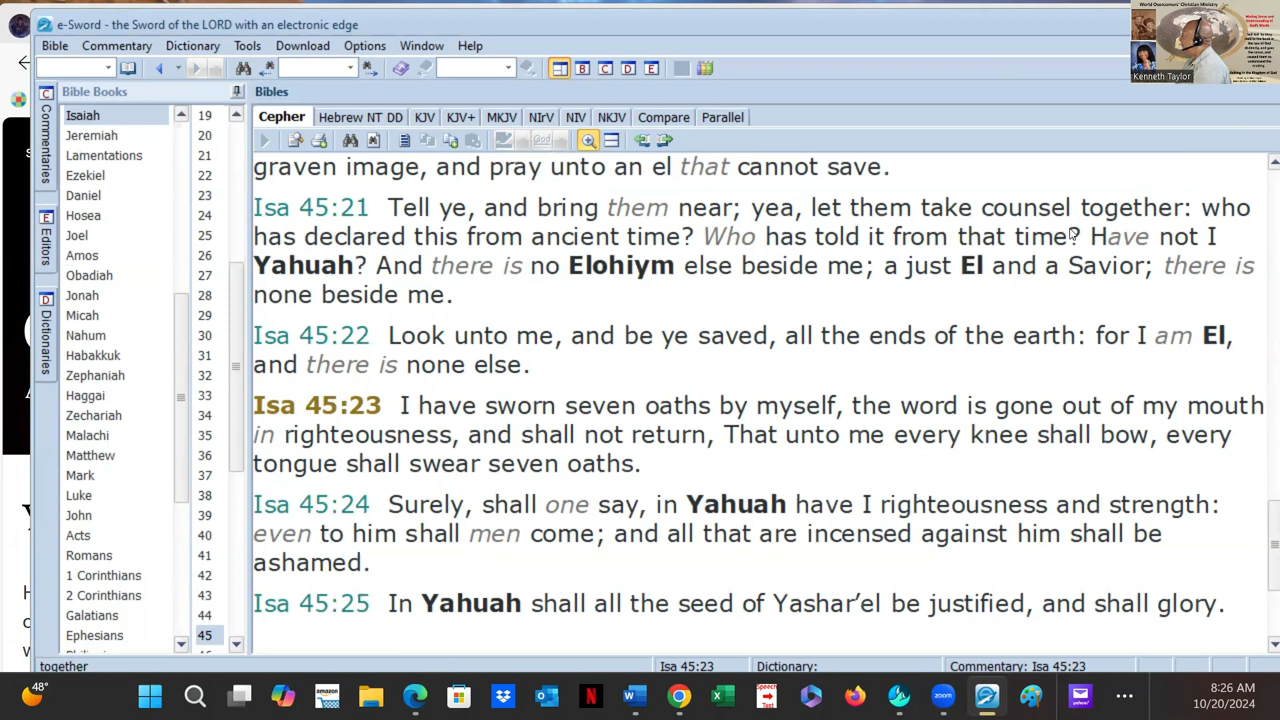 e-Sword - the Sword of the LORD with an electronic edge
Bible Commentary Dictionary Tools Download Options Window Help
World Overcomers' Christian Ministry
Kenneth Taylor
Bible Books
Bibles
Cepher Hebrew NT DD KJV KJV+ MKJV NIrV NIV NKJV Compare Parallel
God
Commentaries
Editors
Dictionaries
Isaiah 19
Jeremiah 20
Lamentations 21
Ezekiel 22
Daniel 23
Hosea 24
Joel 25
Amos 26
Obadiah 27
Jonah 28
Micah 29
Nahum 30
Habakkuk 31
Zephaniah 32
Haggai 33
Zechariah 34
Malachi 35
Matthew 36
Mark 37
Luke 38
John 39
Acts 40
Romans 41
1 Corinthians 42
2 Corinthians 43
Galatians 44
Ephesians 45
graven image, and pray unto an el that cannot save.
Isa 45:21 Tell ye, and bring them near; yea, let them take counsel together: who
has declared this from ancient time? Who has told it from that time? Have not I
Yahuah? And there is no Elohiym else beside me; a just El and a Savior; there is
none beside me.
Isa 45:22 Look unto me, and be ye saved, all the ends of the earth: for I am El,
and there is none else.
Isa 45:23 I have sworn seven oaths by myself, the word is gone out of my mouth
in righteousness, and shall not return, That unto me every knee shall bow, every
tongue shall swear seven oaths.
Isa 45:24 Surely, shall one say, in Yahuah have I righteousness and strength:
even to him shall men come; and all that are incensed against him shall be
ashamed.
Isa 45:25 In Yahuah shall all the seed of Yashar’el be justified, and shall glory.
together
Isa 45:23
Dictionary:
Commentary: Isa 45:23
48°
amazon
Speech
Text
zoom
yahoo!
8:26 AM
10/20/2024